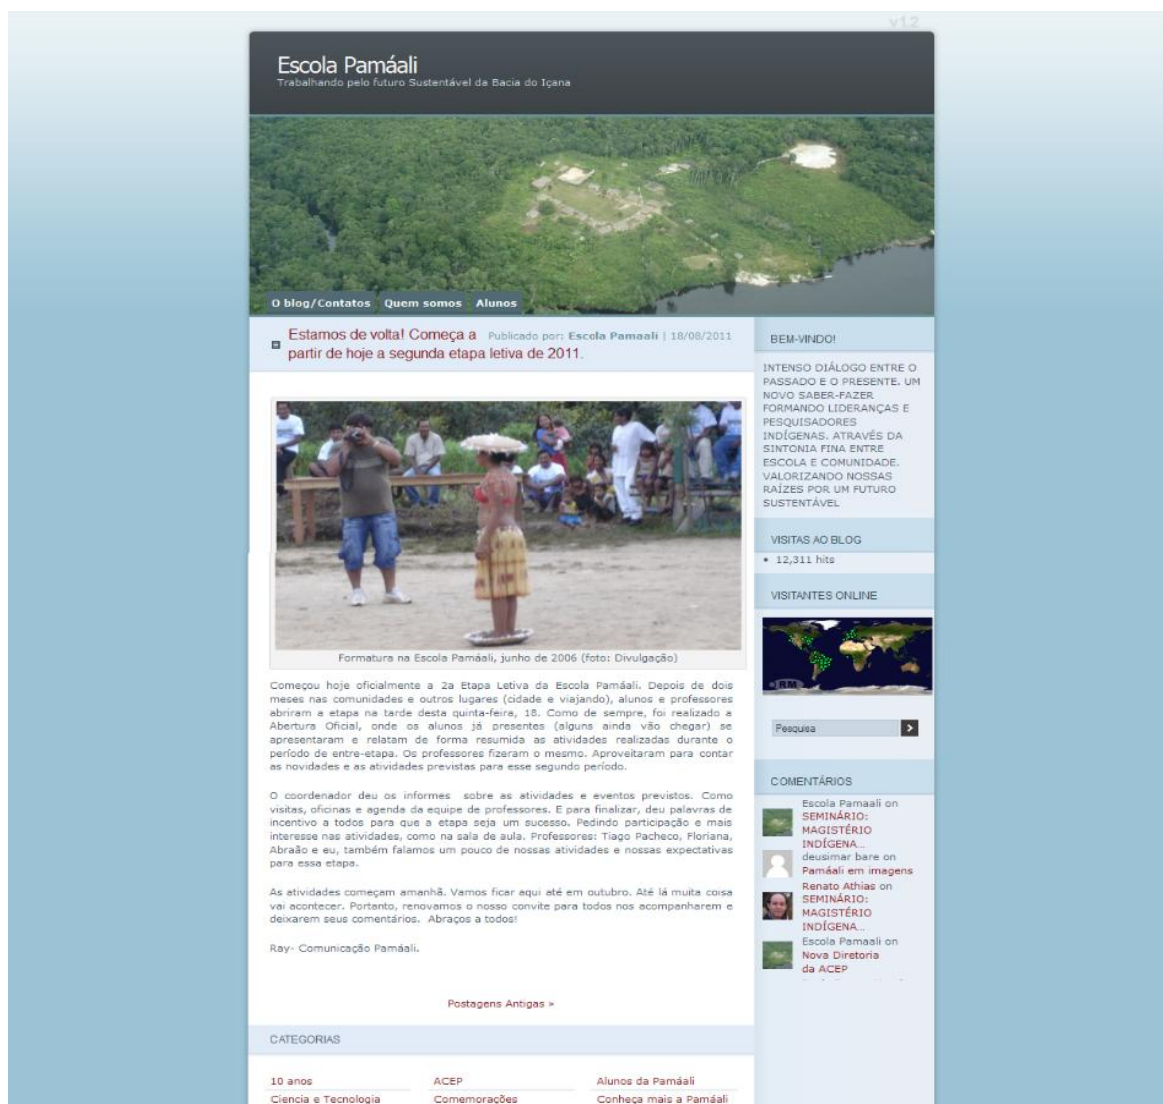 v12
Escola Pamáali
Trabalhando pelo futuro Sustentável da Bacia do Içana
O blog/Contatos Quem somos Alunos
Estamos de volta! Começa a
partir de hoje a segunda etapa letiva de 2011.
Publicado por: Escola Pamaali | 18/08/2011
Formatura na Escola Pamáali, junho de 2006 (foto: Divulgação)
Começou hoje oficialmente a 2a Etapa Letiva da Escola Pamáali. Depois de dois
meses nas comunidades e outros lugares (cidade e viajando), alunos e professores
abriram a etapa na tarde desta quinta-feira, 18. Como de sempre, foi realizado a
Abertura Oficial, onde os alunos já presentes (alguns ainda vão chegar) se
apresentaram e relatam de forma resumida as atividades realizadas durante o
período de entre-etapa. Os professores fizeram o mesmo. Aproveitaram para contar
as novidades e as atividades previstas para esse segundo período.
O coordenador deu os informes sobre as atividades e eventos previstos. Como
visitas, oficinas e agenda da equipe de professores. E para finalizar, deu palavras de
incentivo a todos para que a etapa seja um sucesso. Pedindo participação e mais
interesse nas atividades, como na sala de aula. Professores: Tiago Pacheco, Floriana,
Abraão e eu, também falamos um pouco de nossas atividades e nossas expectativas
para essa etapa.
As atividades começam amanhã. Vamos ficar aqui até em outubro. Até lá muita coisa
vai acontecer. Portanto, renovamos o nosso convite para todos nos acompanharem e
deixarem seus comentários. Abraços a todos!
Ray- Comunicação Pamáali.
Postagens Antigas »
CATEGORIAS
10 anos ACEP Alunos da Pamáali
Ciencia e Tecnologia Comemorações Conheça mais a Pamáali
BEM-VINDO!
INTENSO DIÁLOGO ENTRE O
PASSADO E O PRESENTE. UM
NOVO SABER-FAZER
FORMANDO LIDERANÇAS E
PESQUISADORES
INDÍGENAS. ATRAVÉS DA
SINTONIA FINA ENTRE
ESCOLA E COMUNIDADE.
VALORIZANDO NOSSAS
RAÍZES POR UM FUTURO
SUSTENTÁVEL
VISITAS AO BLOG
• 12,311 hits
VISITANTES ONLINE
RM
Pesquisa
COMENTÁRIOS
Escola Pamaali on
SEMINÁRIO:
MAGISTÉRIO
INDÍGENA...
deusimar bare on
Pamáali em imagens
Renato Athias on
SEMINÁRIO:
MAGISTÉRIO
INDÍGENA...
Escola Pamaali on
Nova Diretoria
da ACEP